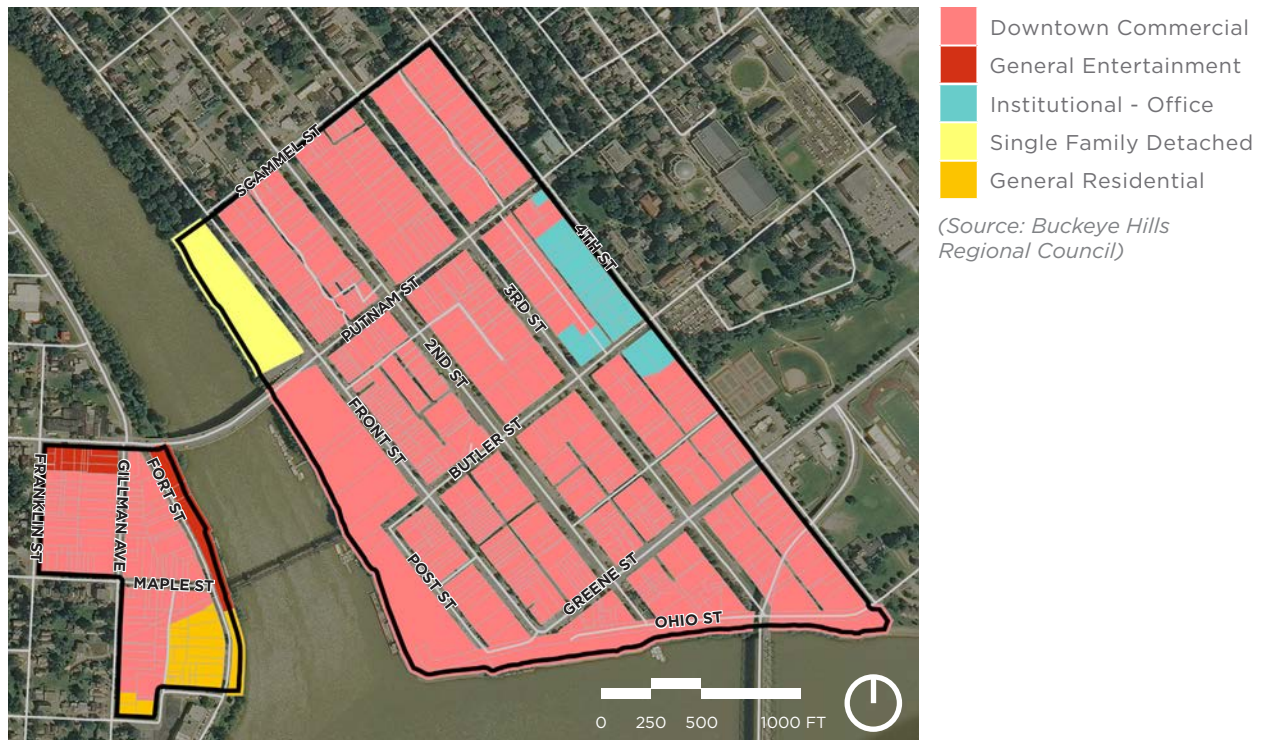 Downtown Commercial
General Entertainment
Institutional - Office
Single Family Detached
General Residential
(Source: Buckeye Hills
Regional Council)
SCAMMEL ST
4TH ST
PUTNAM ST
3RD ST
2ND ST
FRONT ST
BUTLER ST
FRANKLIN ST
GILLMAN AVE
FORT ST
MAPLE ST
POST ST
GREENE ST
OHIO ST
0 250 500 1000 FT